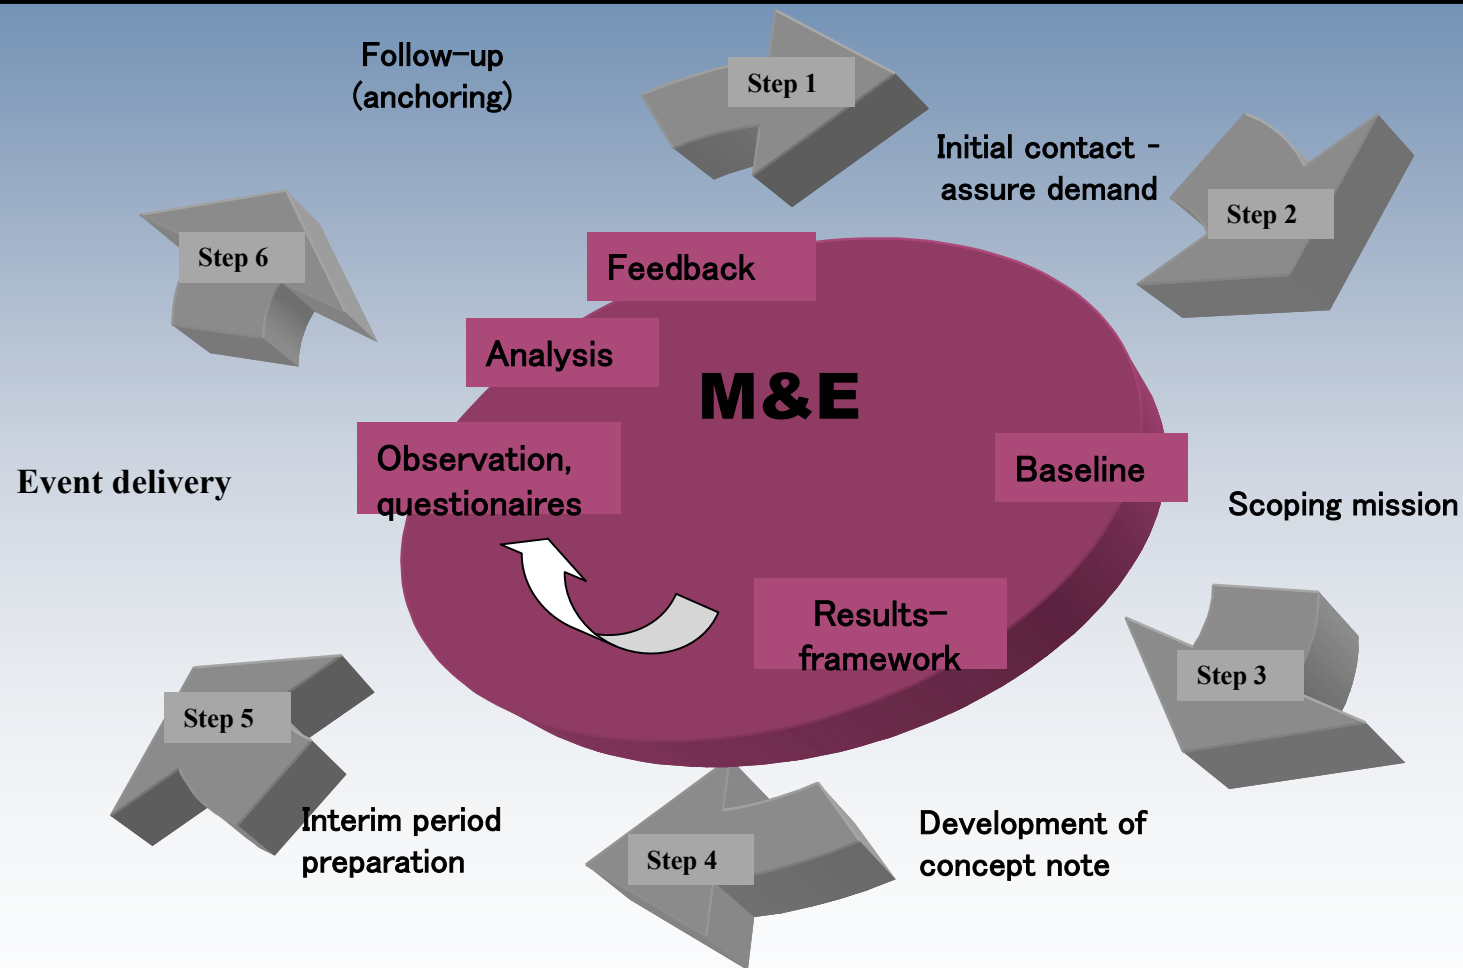 Follow-up
(anchoring)
Step 1
Initial contact -
assure demand
Step 2
Step 6
Feedback
Analysis
M&E
Observation,
questionaires
Baseline
Event delivery
Scoping mission
Results-
framework
Step 3
Step 5
Interim period
preparation
Step 4
Development of
concept note